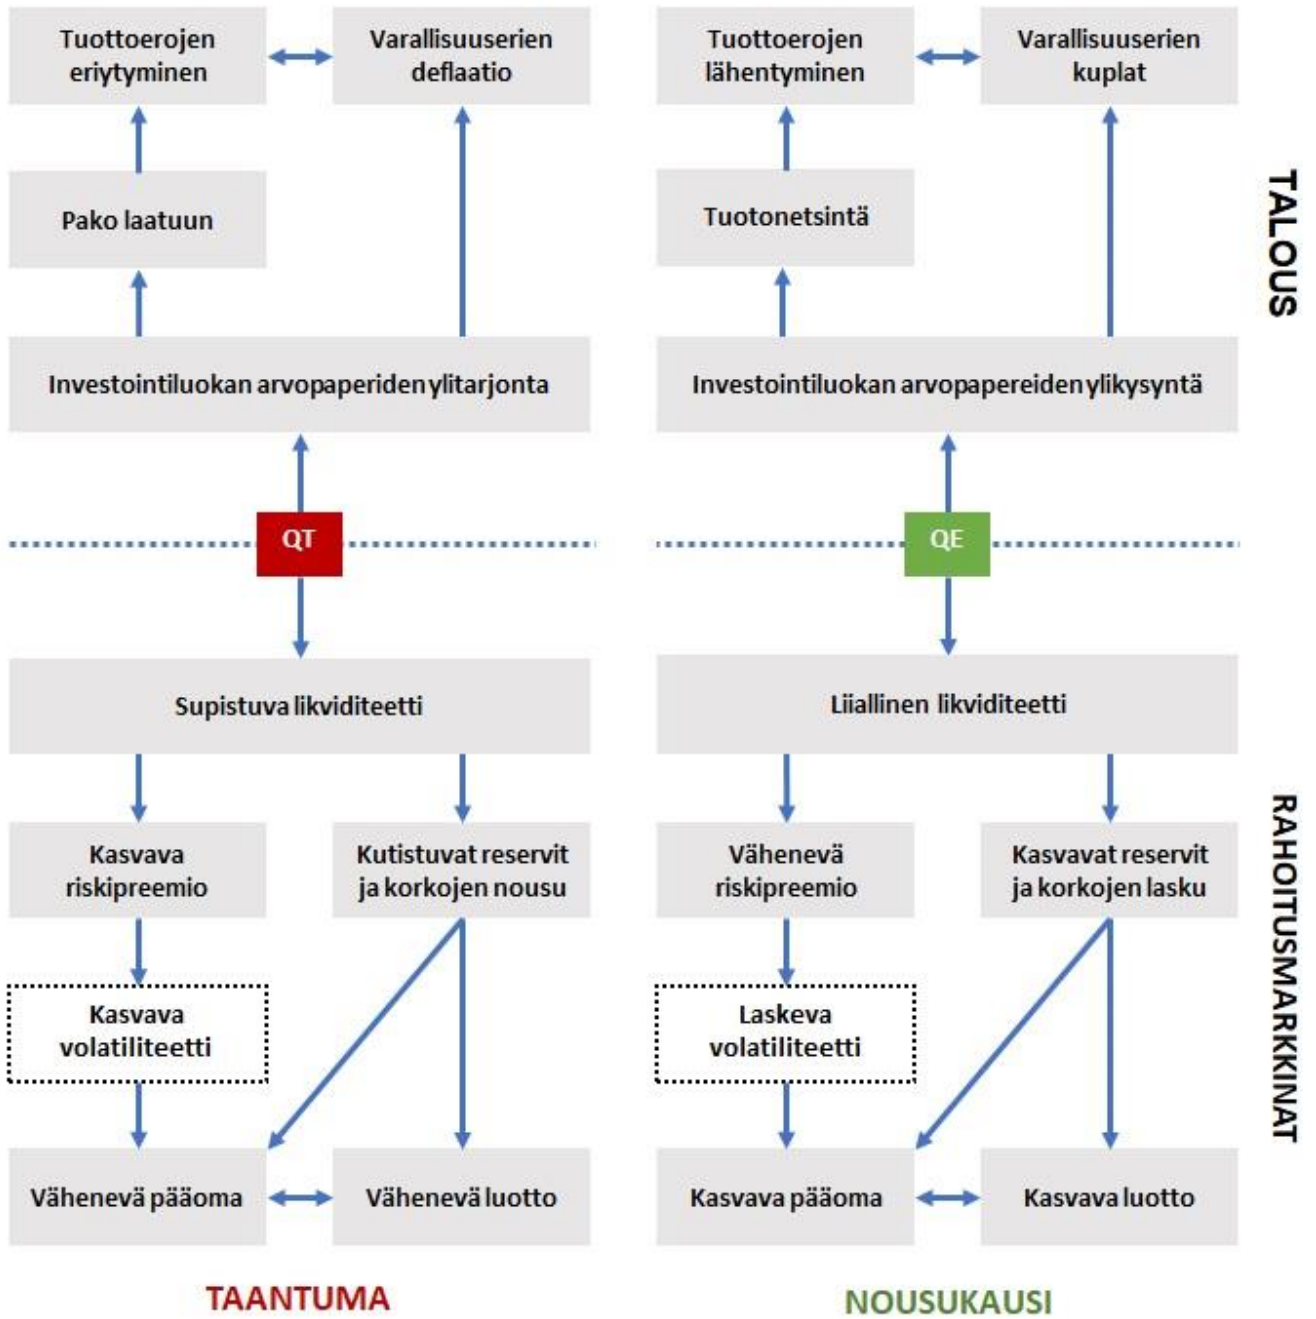 Tuottoerojen
eriytyminen
Varallisuuserien
deflaatio
Pako laatuun
Investointiluokan arvopaperiden ylitarjonta
QT
Supistuva likviditeetti
Kasvava
riskipreemio
Kutistuvat reservit
ja korkojen nousu
Kasvava
volatiliteetti
Vähenevä pääoma
Vähenevä luotto
TAANTUMA
Tuottoerojen
lähentyminen
Varallisuuserien
kuplat
Tuotonetsintä
Investointiluokan arvopapereiden ylikysyntä
QE
Liiallinen likviditeetti
Vähenevä
riskipreemio
Kasvavat reservit
ja korkojen lasku
Laskeva
volatiliteetti
Kasvava pääoma
Kasvava luotto
NOUSUKAUSI
TALOUS
RAHOITUSMARKKINAT